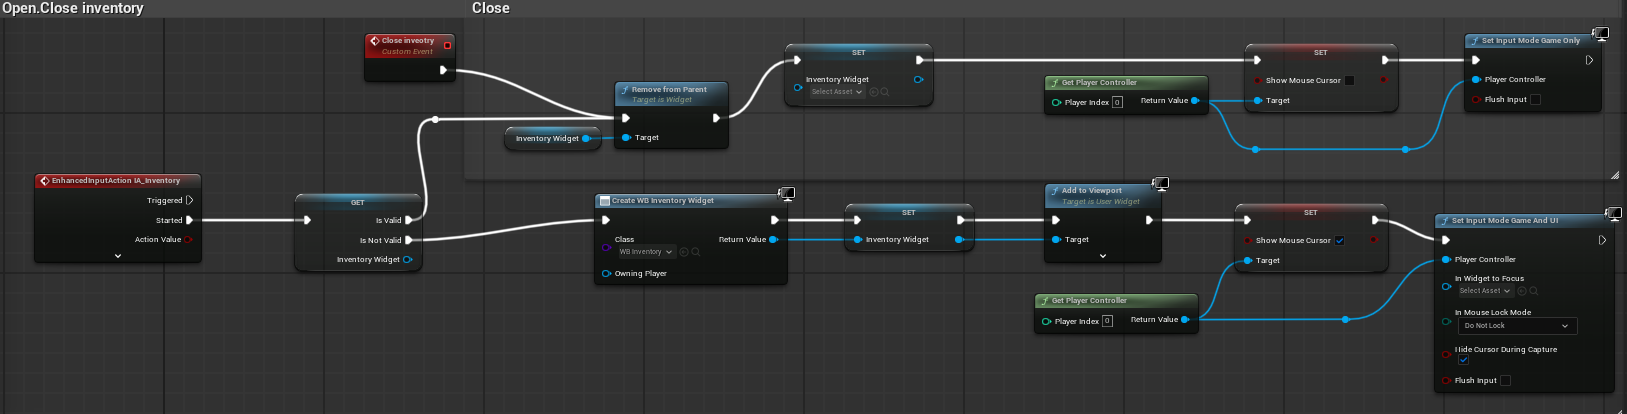 Open.Close inventory
Close
Close inveotry
Custom Event
Remove from Parent
Target is Widget
Target
Inventory Widget
SET
Inventory Widget
Select Asset
Get Player Controller
Player Index 0
Return Value
SET
Show Mouse Cursor
Target
Set Input Mode Game Only
Player Controller
Flush Input
EnhancedInputAction IA_Inventory
Triggered
Started
Action Value
GET
Is Valid
Is Not Valid
Inventory Widget
Create WB Inventory Widget
Class
WB Inventory
Return Value
Owning Player
SET
Inventory Widget
Add to Viewport
Target is User Widget
Target
Get Player Controller
Player Index 0
Return Value
SET
Show Mouse Cursor
Target
Set Input Mode Game And UI
Player Controller
In Widget to Focus
Select Asset
In Mouse Lock Mode
Do Not Lock
Hide Cursor During Capture
Flush Input